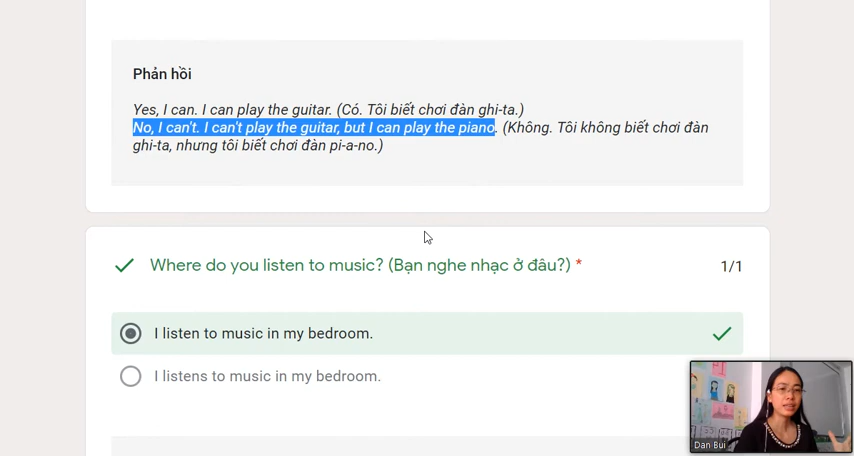 Phản hồi
Yes, I can. I can play the guitar. (Có. Tôi biết chơi đàn ghi-ta.)
No, I can't. I can't play the guitar, but I can play the piano. (Không. Tôi không biết chơi đàn
ghi-ta, nhưng tôi biết chơi đàn pi-a-no.)
Where do you listen to music? (Bạn nghe nhạc ở đâu?) *
1/1
I listen to music in my bedroom.
I listens to music in my bedroom.
Dan Bui